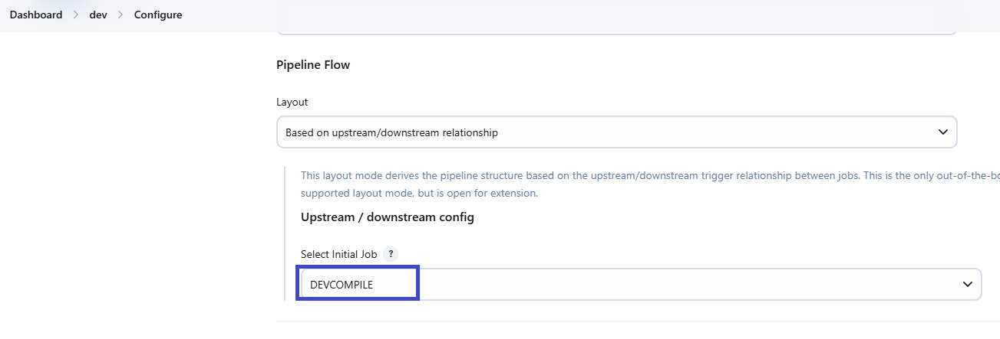 Dashboard > dev > Configure
Pipeline Flow
Layout
Based on upstream/downstream relationship
This layout mode derives the pipeline structure based on the upstream/downstream trigger relationship between jobs. This is the only out-of-the-
supported layout mode, but is open for extension.
Upstream / downstream config
Select Initial Job ?
DEVCOMPILE